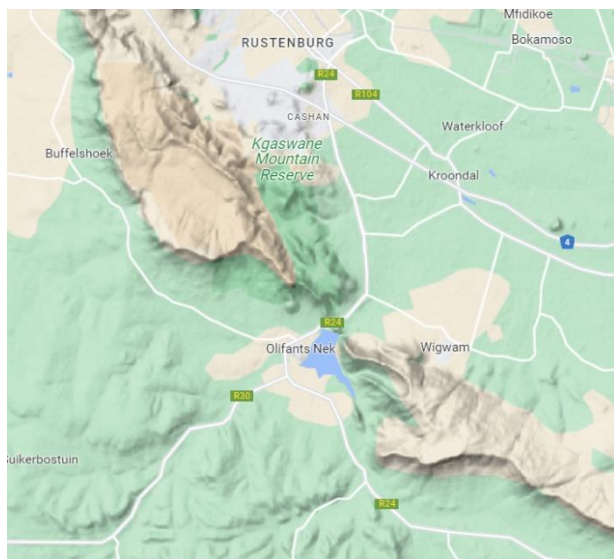 Mfidikoe
Bokamoso
RUSTENBURG
R24
R104
CASHAN
Waterkloof
Kgaswane
Mountain
Reserve
Buffelshoek
Kroondal
4
R24
Olifants Nek
Wigwam
R30
Suikerbostuin
R24